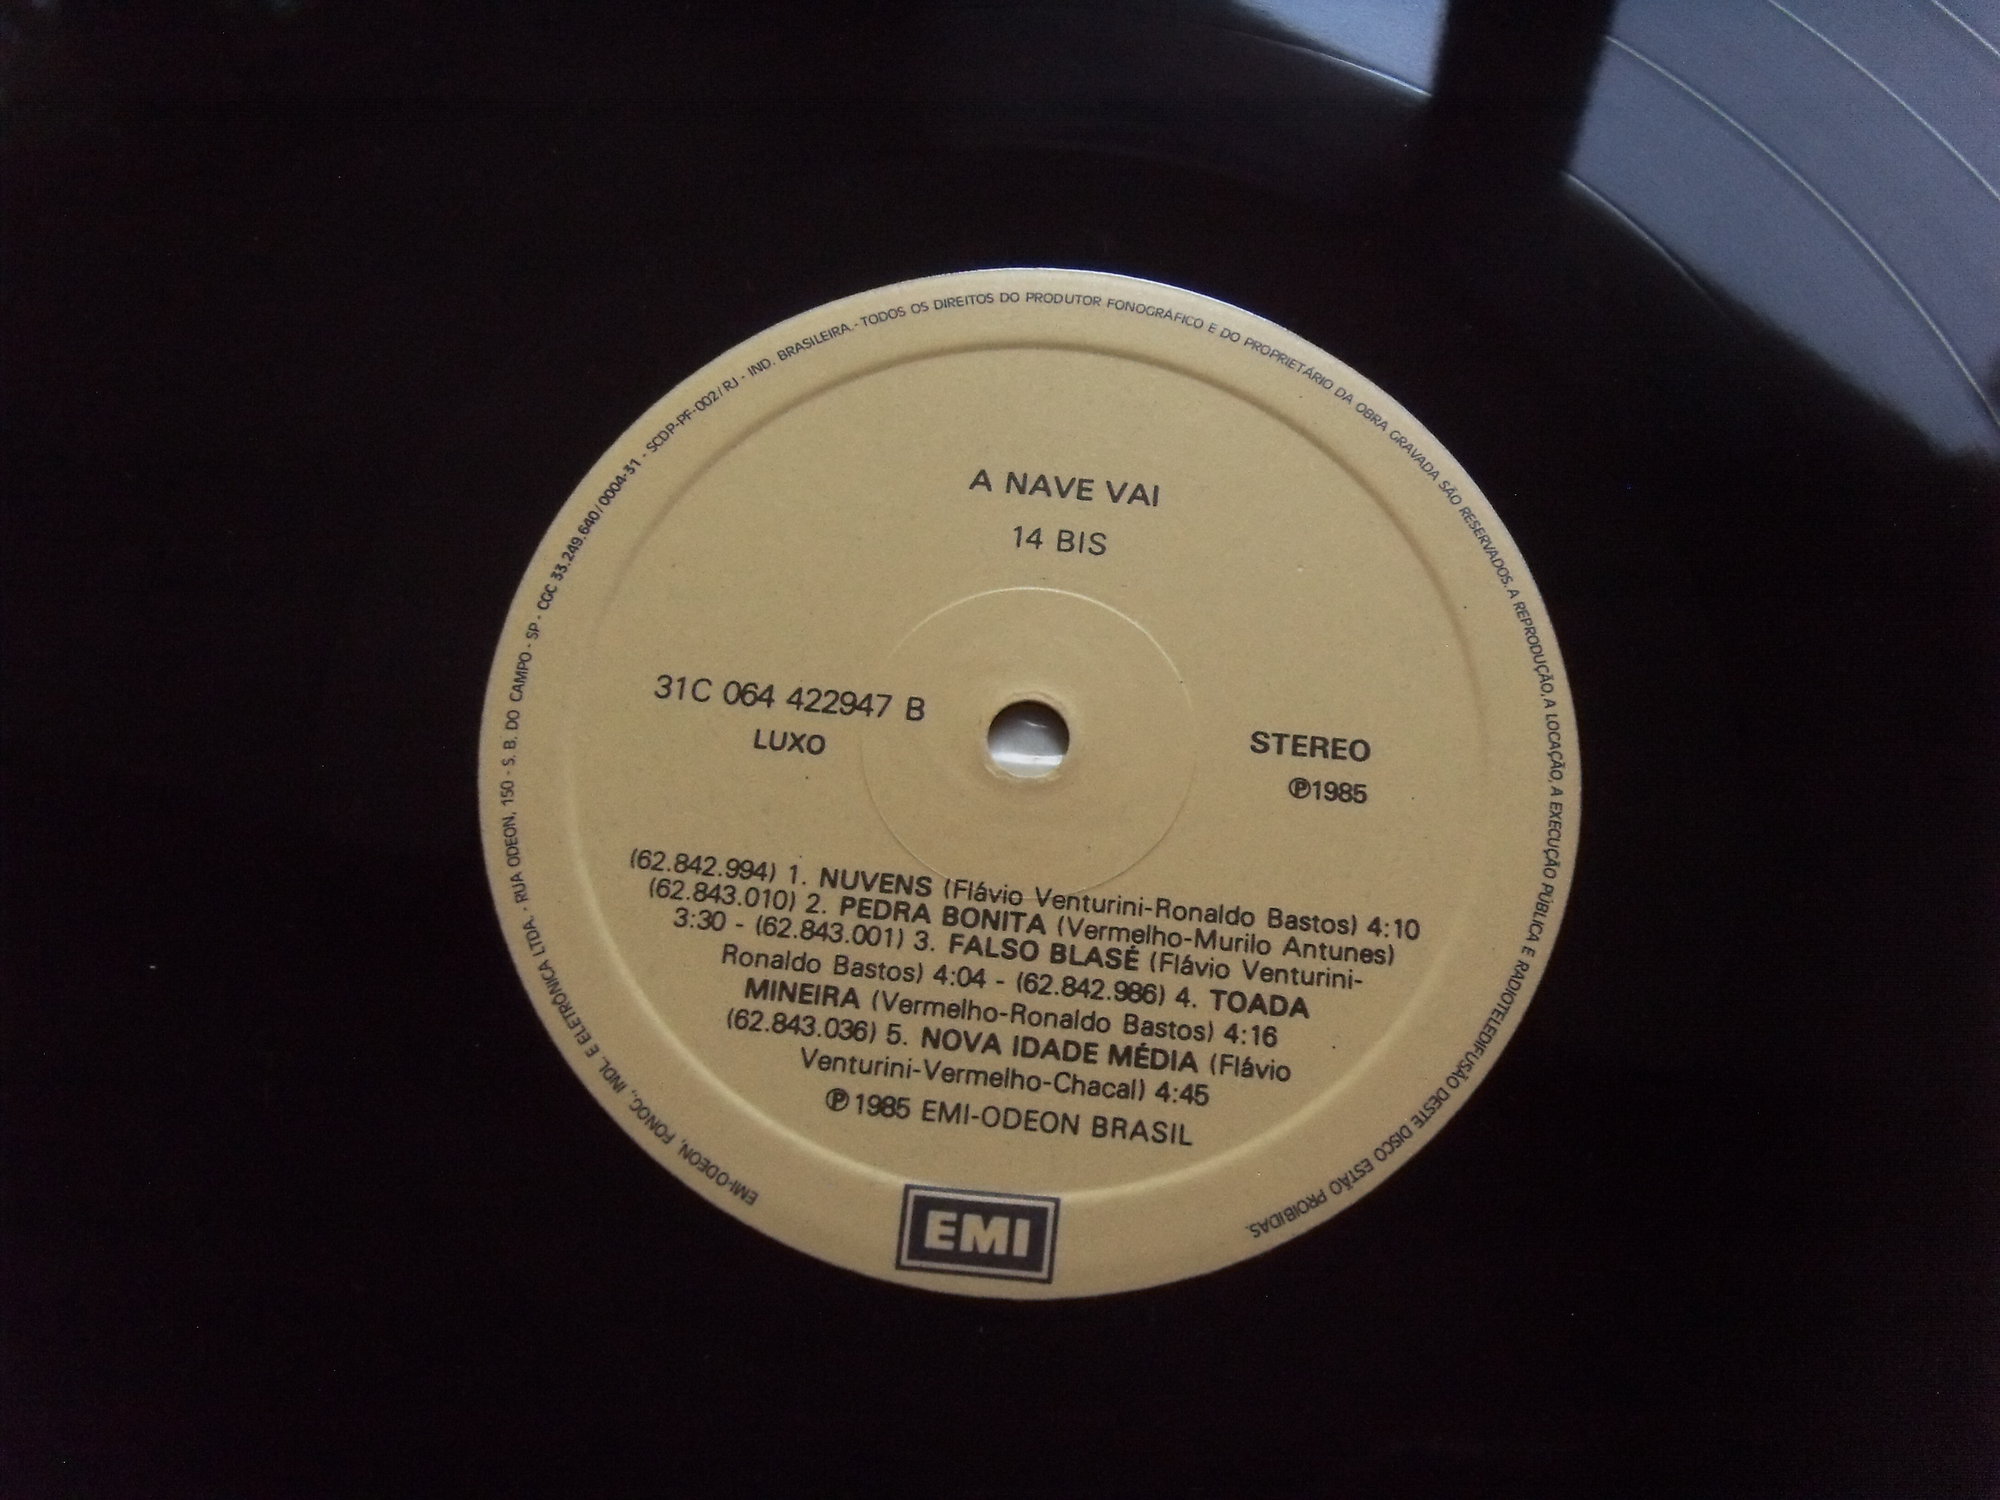 EMI-ODEON, FONOG., INDL. E ELETRÔNICA LTDA. - RUA ODEON, 150 - S. B. DO CAMPO - SP - CGC 33.249.640/0004-31 - SCDP-PF-002/RJ - IND. BRASILEIRA.- TODOS OS DIREITOS DO PRODUTOR FONOGRÁFICO E DO PROPRIETÁRIO DA OBRA GRAVADA SÃO RESERVADOS. A REPRODUÇÃO, A LOCAÇÃO, A EXECUÇÃO PÚBLICA E RADIOTELEDIFUSÃO DESTE DISCO ESTÃO PROIBIDAS.
A NAVE VAI
14 BIS
31C 064 422947 B
LUXO
STEREO
℗1985
(62.842.994) 1. NUVENS (Flávio Venturini-Ronaldo Bastos) 4:10
(62.843.010) 2. PEDRA BONITA (Vermelho-Murilo Antunes)
3:30 - (62.843.001) 3. FALSO BLASÉ (Flávio Venturini-
Ronaldo Bastos) 4:04 - (62.842.986) 4. TOADA
MINEIRA (Vermelho-Ronaldo Bastos) 4:16
(62.843.036) 5. NOVA IDADE MÉDIA (Flávio
Venturini-Vermelho-Chacal) 4:45
℗1985 EMI-ODEON BRASIL
EMI